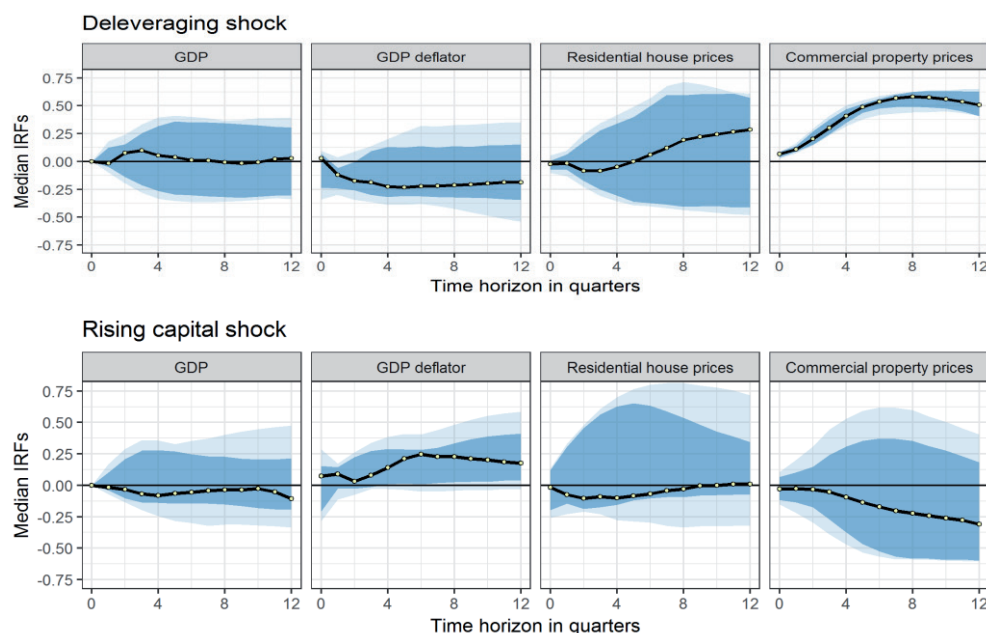 Deleveraging shock
GDP GDP deflator Residential house prices Commercial property prices
Median IRFs
0.75
0.50
0.25
0.00
-0.25
-0.50
-0.75
0 4 8 12 0 4 8 12 0 4 8 12 0 4 8 12
Time horizon in quarters
Rising capital shock
GDP GDP deflator Residential house prices Commercial property prices
Median IRFs
0.75
0.50
0.25
0.00
-0.25
-0.50
-0.75
0 4 8 12 0 4 8 12 0 4 8 12 0 4 8 12
Time horizon in quarters